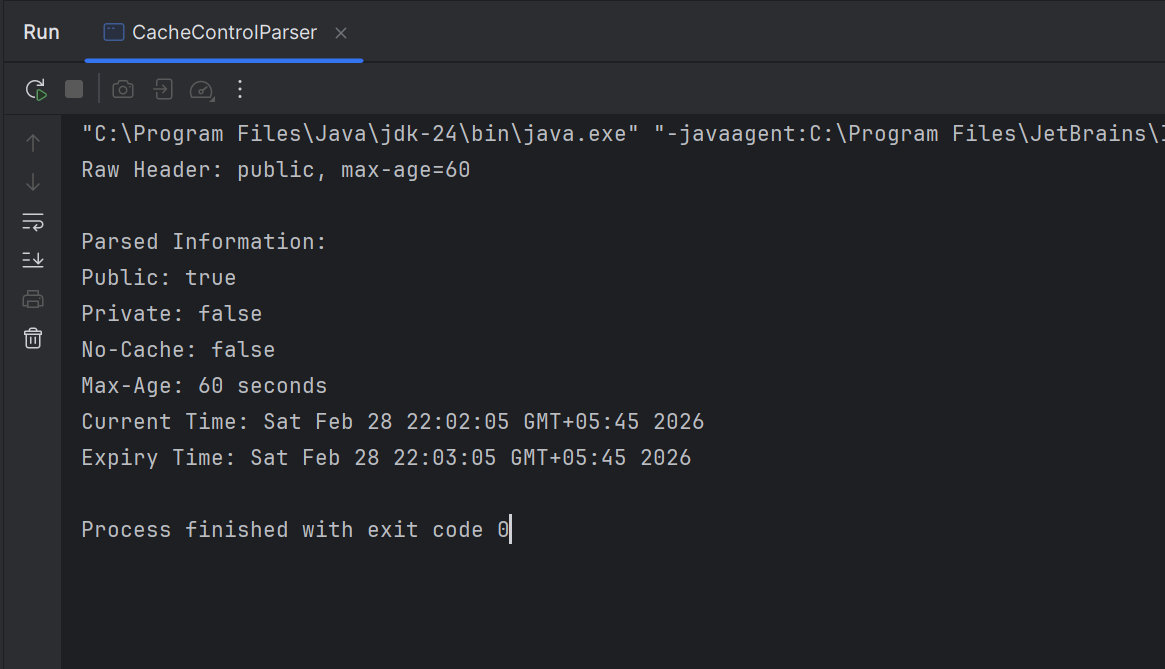 Run
CacheControlParser
"C:\Program Files\Java\jdk-24\bin\java.exe" "-javaagent:C:\Program Files\JetBrains\
Raw Header: public, max-age=60
Parsed Information:
Public: true
Private: false
No-Cache: false
Max-Age: 60 seconds
Current Time: Sat Feb 28 22:02:05 GMT+05:45 2026
Expiry Time: Sat Feb 28 22:03:05 GMT+05:45 2026
Process finished with exit code 0